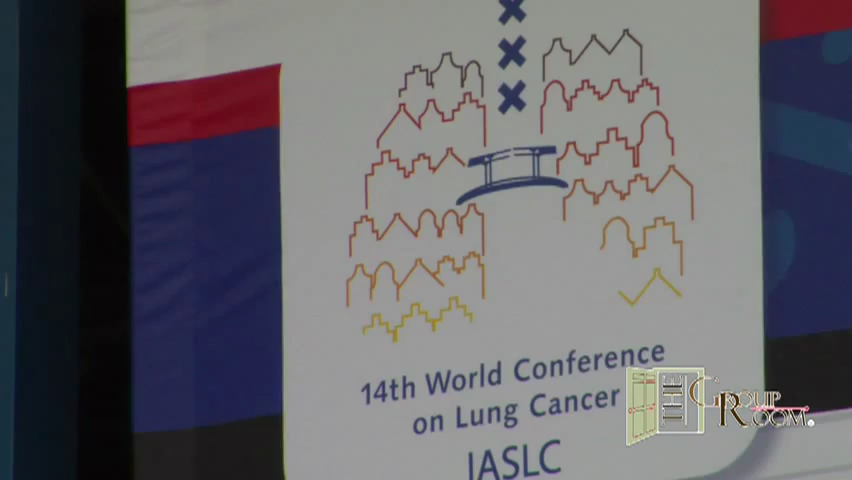 14th World Conference
on Lung Cancer
IASLC
THE
GROUP
ROOM.